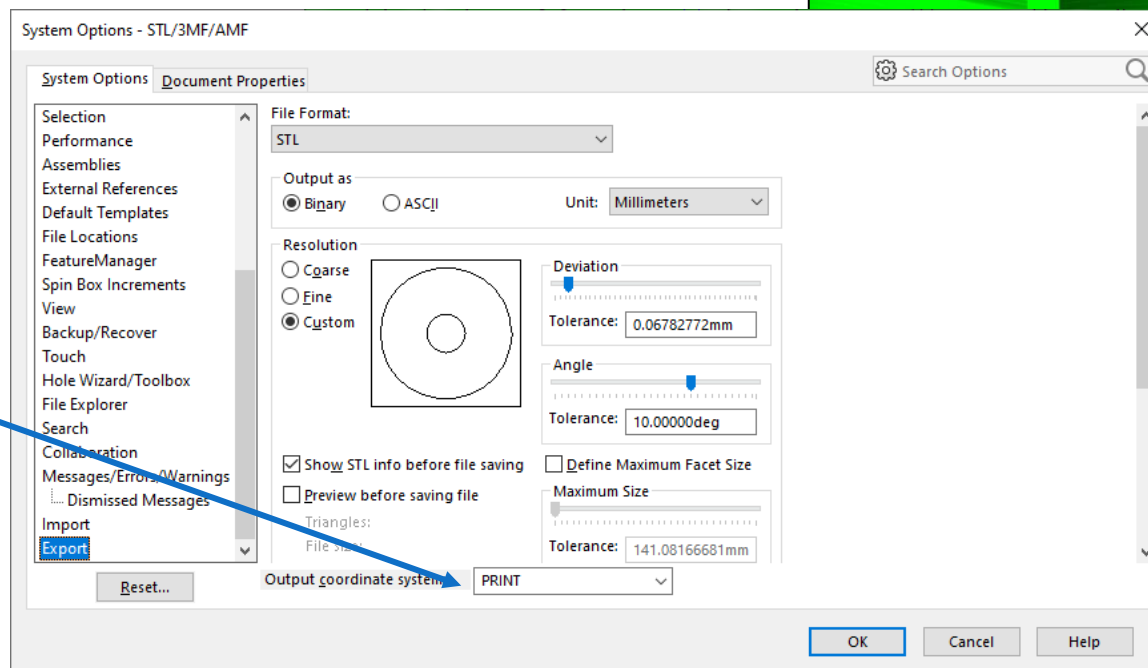 System Options - STL/3MF/AMF
System Options Document Properties
Search Options
Selection
Performance
Assemblies
External References
Default Templates
File Locations
FeatureManager
Spin Box Increments
View
Backup/Recover
Touch
Hole Wizard/Toolbox
File Explorer
Search
Collaboration
Messages/Errors/Warnings
Dismissed Messages
Import
Export
Reset...
File Format:
STL
Output as
Binary ASCII Unit: Millimeters
Resolution
Coarse
Fine
Custom
Deviation
Tolerance: 0.06782772mm
Angle
Tolerance: 10.00000deg
Show STL info before file saving
Define Maximum Facet Size
Preview before saving file
Maximum Size
Triangles:
File size:
Tolerance: 141.08166681mm
Output coordinate system PRINT
OK Cancel Help